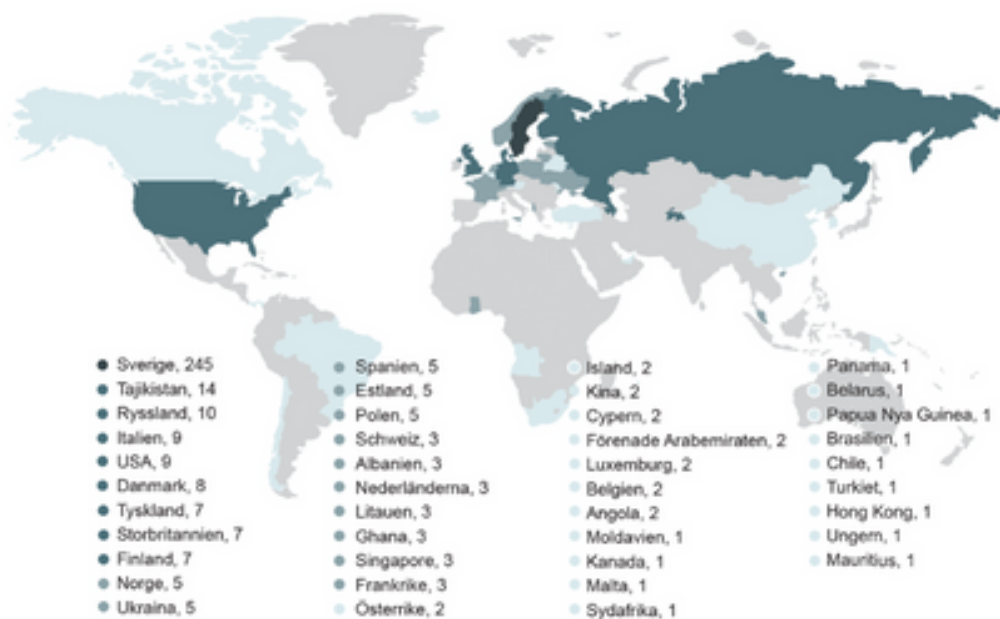 Sverige, 245
Tajikistan, 14
Ryssland, 10
Italien, 9
USA, 9
Danmark, 8
Tyskland, 7
Storbritannien, 7
Finland, 7
Norge, 5
Ukraina, 5
Spanien, 5
Estland, 5
Polen, 5
Schweiz, 3
Albanien, 3
Nederländerna, 3
Litauen, 3
Ghana, 3
Singapore, 3
Frankrike, 3
Österrike, 2
Island, 2
Kina, 2
Cypern, 2
Förenade Arabemiraten, 2
Luxemburg, 2
Belgien, 2
Angola, 2
Moldavien, 1
Kanada, 1
Malta, 1
Sydafrika, 1
Panama, 1
Belarus, 1
Papua Nya Guinea, 1
Brasilien, 1
Chile, 1
Turkiet, 1
Hong Kong, 1
Ungern, 1
Mauritius, 1